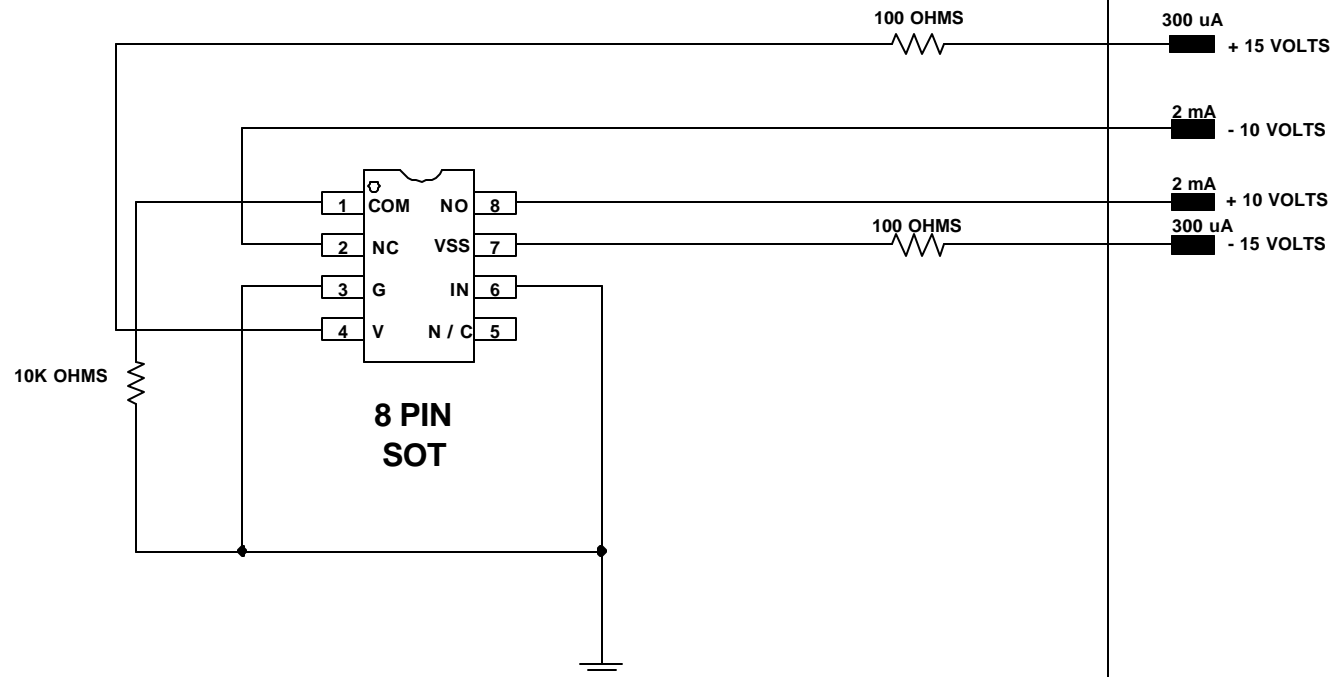 100 OHMS
300 uA
+ 15 VOLTS
2 mA
- 10 VOLTS
2 mA
+ 10 VOLTS
100 OHMS
300 uA
- 15 VOLTS
1 COM NO 8
2 NC VSS 7
3 G IN 6
4 V N / C 5
10K OHMS
8 PIN
SOT